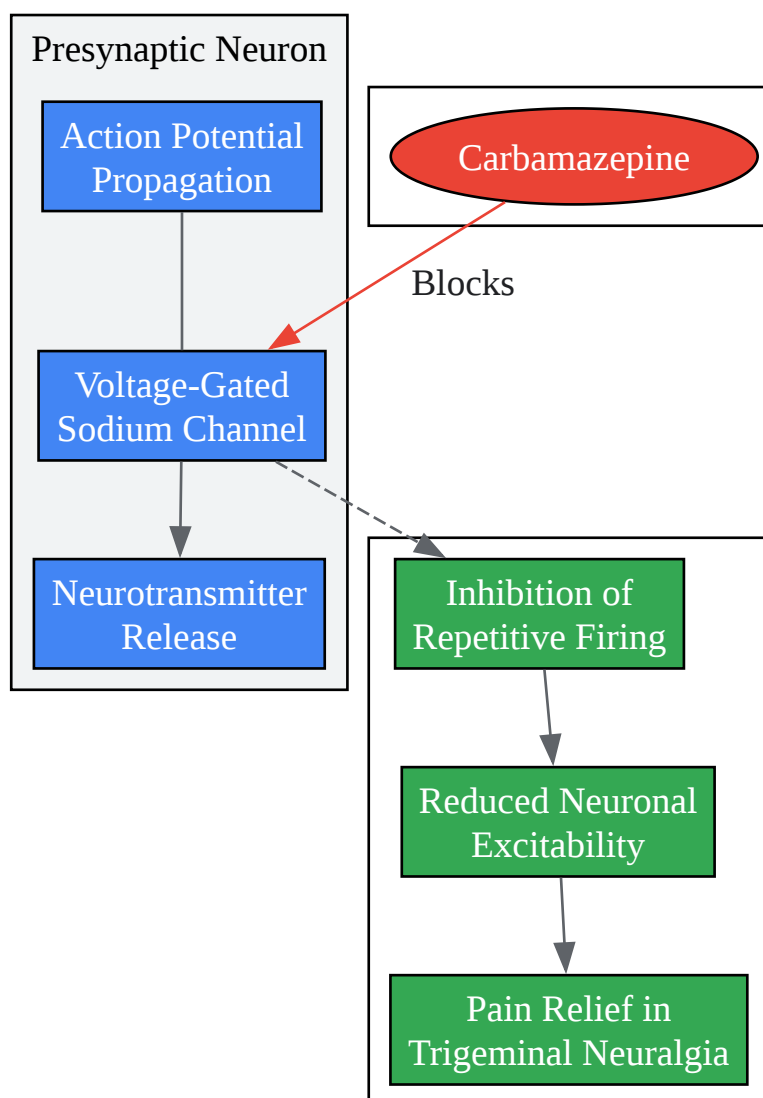 Presynaptic Neuron
Action Potential
Propagation
Carbamazepine
Blocks
Voltage-Gated
Sodium Channel
Neurotransmitter
Release
Inhibition of
Repetitive Firing
Reduced Neuronal
Excitability
Pain Relief in
Trigeminal Neuralgia